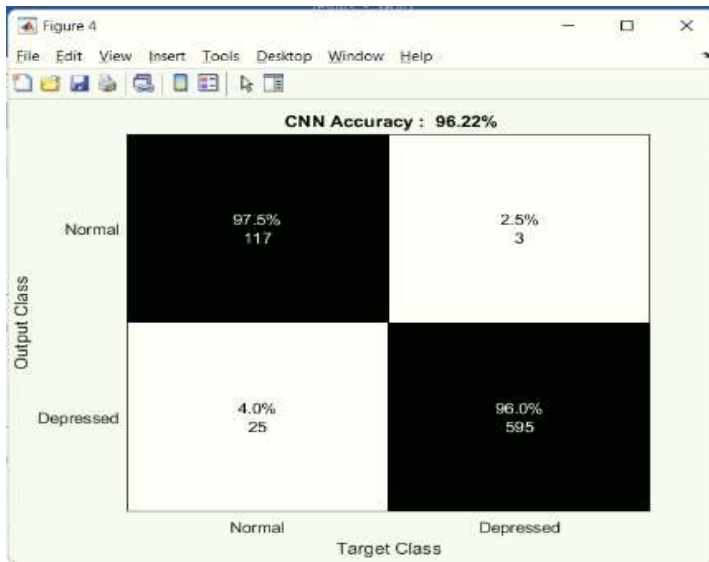 Figure 4
File Edit View Insert Tools Desktop Window Help
CNN Accuracy : 96.22%
Output Class
Normal
97.5%
117
2.5%
3
Depressed
4.0%
25
96.0%
595
Normal Depressed
Target Class